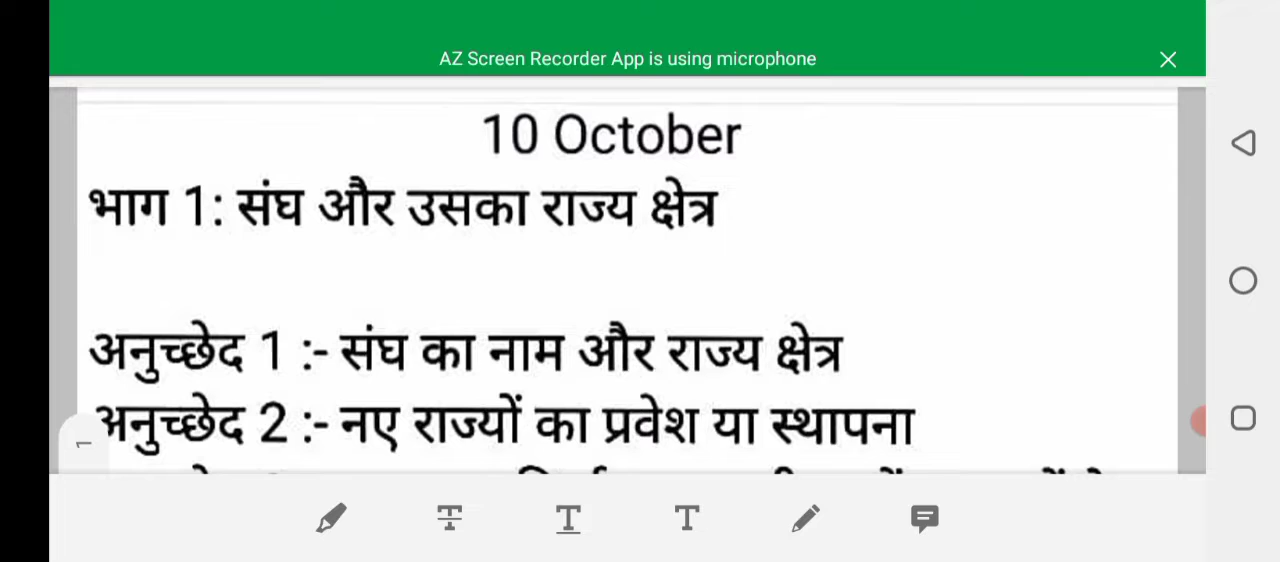 AZ Screen Recorder App is using microphone
10 October
भाग 1: संघ और उसका राज्य क्षेत्र
अनुच्छेद 1 :- संघ का नाम और राज्य क्षेत्र
अनुच्छेद 2 :- नए राज्यों का प्रवेश या स्थापना
1